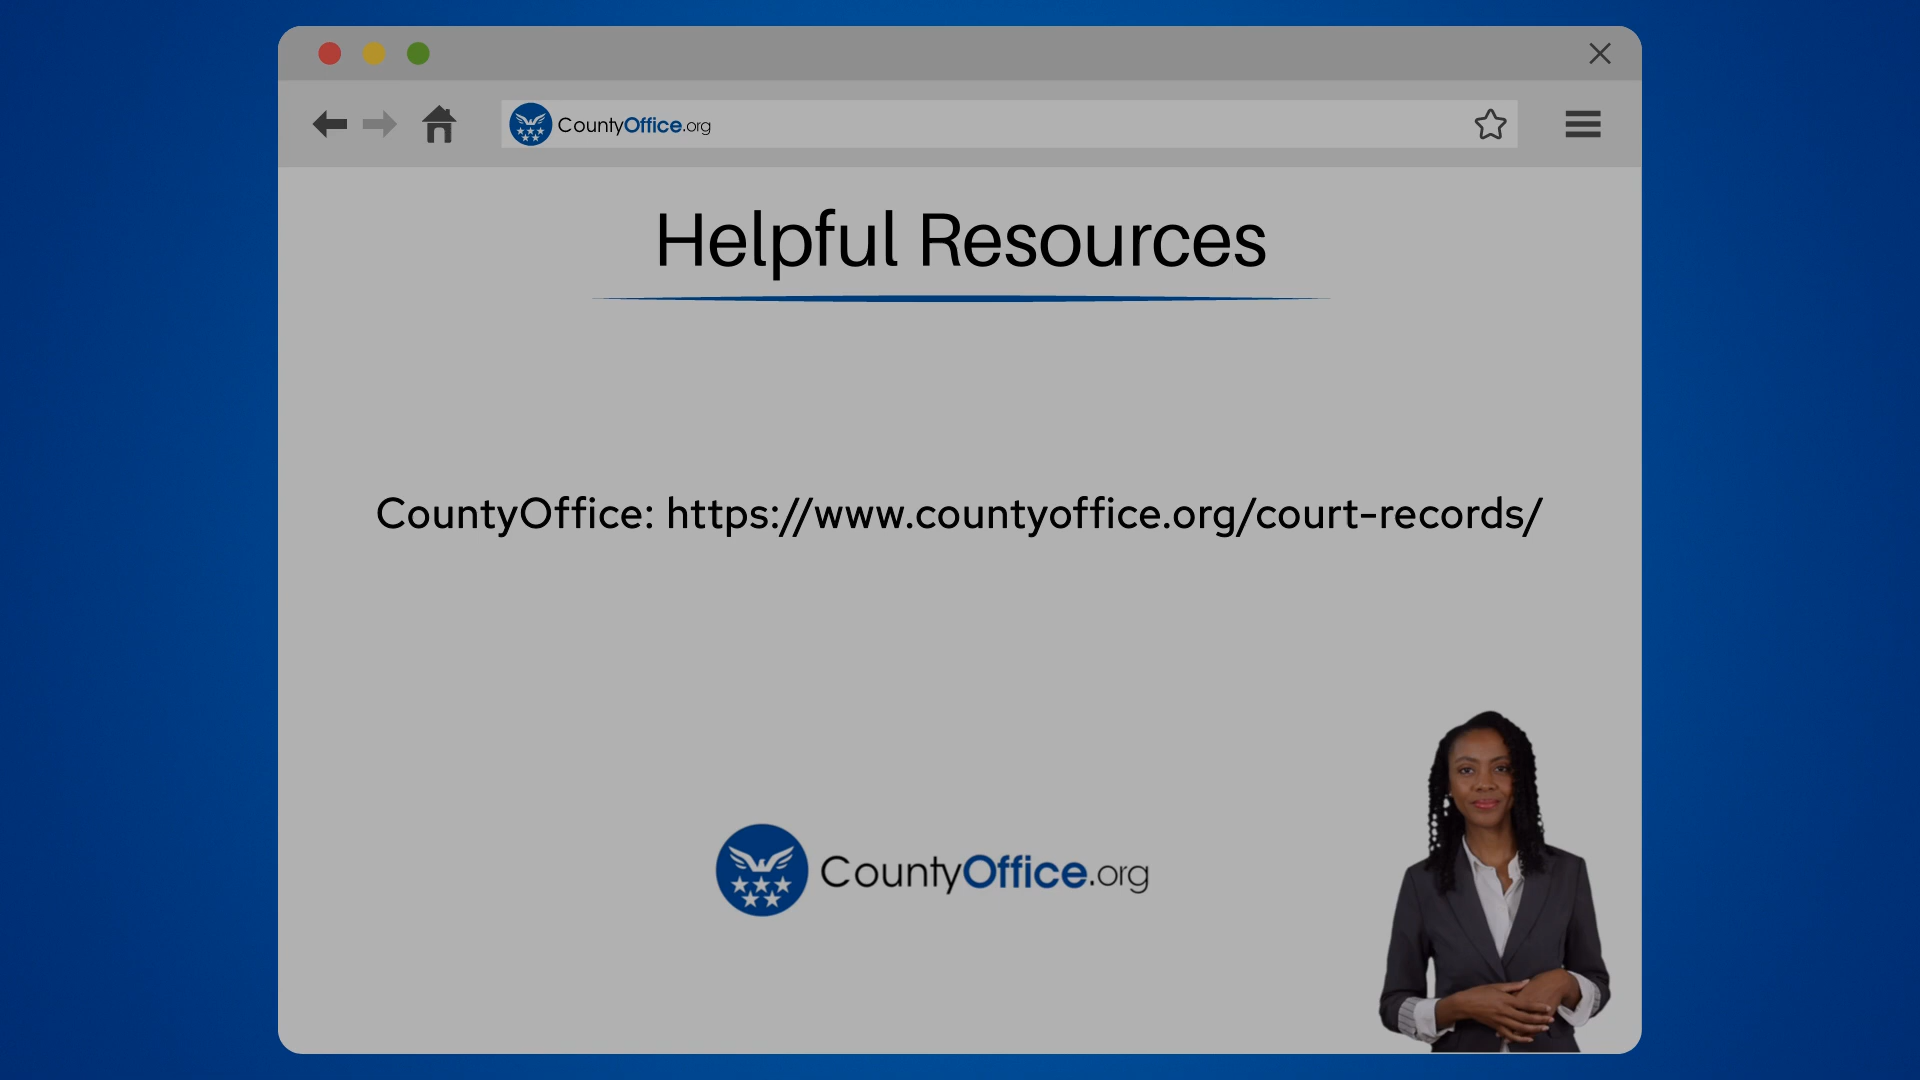 CountyOffice.org
Helpful Resources
CountyOffice: https://www.countyoffice.org/court-records/
CountyOffice.org